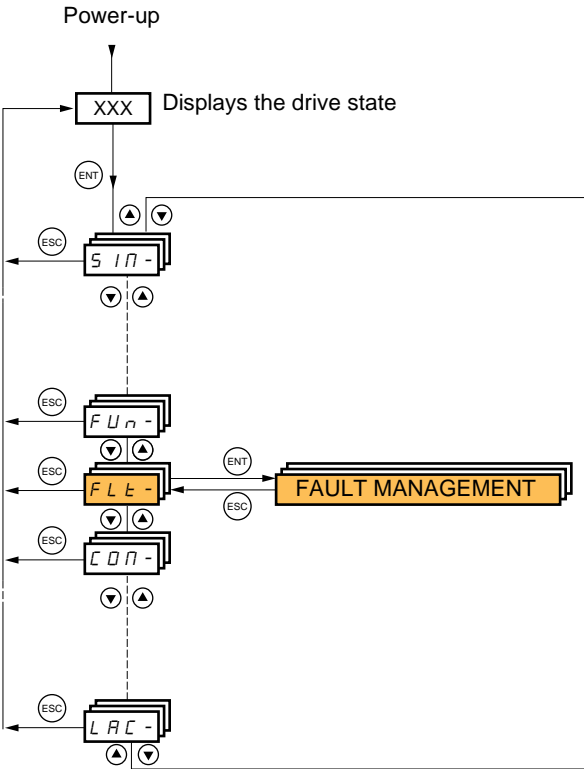 Power-up
XXX Displays the drive state
ENT
ESC
SIM-
ESC
FUn-
ESC
FLt-
ENT
FAULT MANAGEMENT
ESC
ESC
COM-
ESC
LAC-